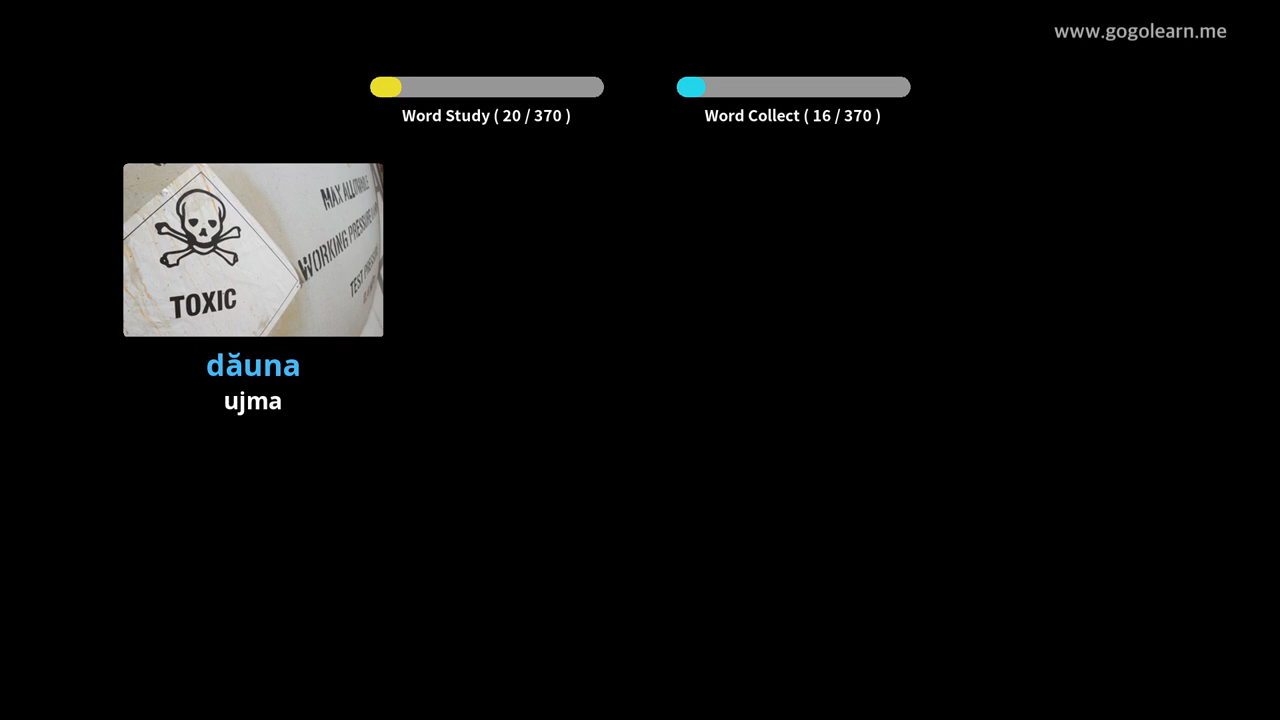 www.gogolearn.me
Word Study ( 20 / 370 )
Word Collect ( 16 / 370 )
MAX ALLOWABLE
WORKING PRESSURE
TEST
TOXIC
dăuna
ujma